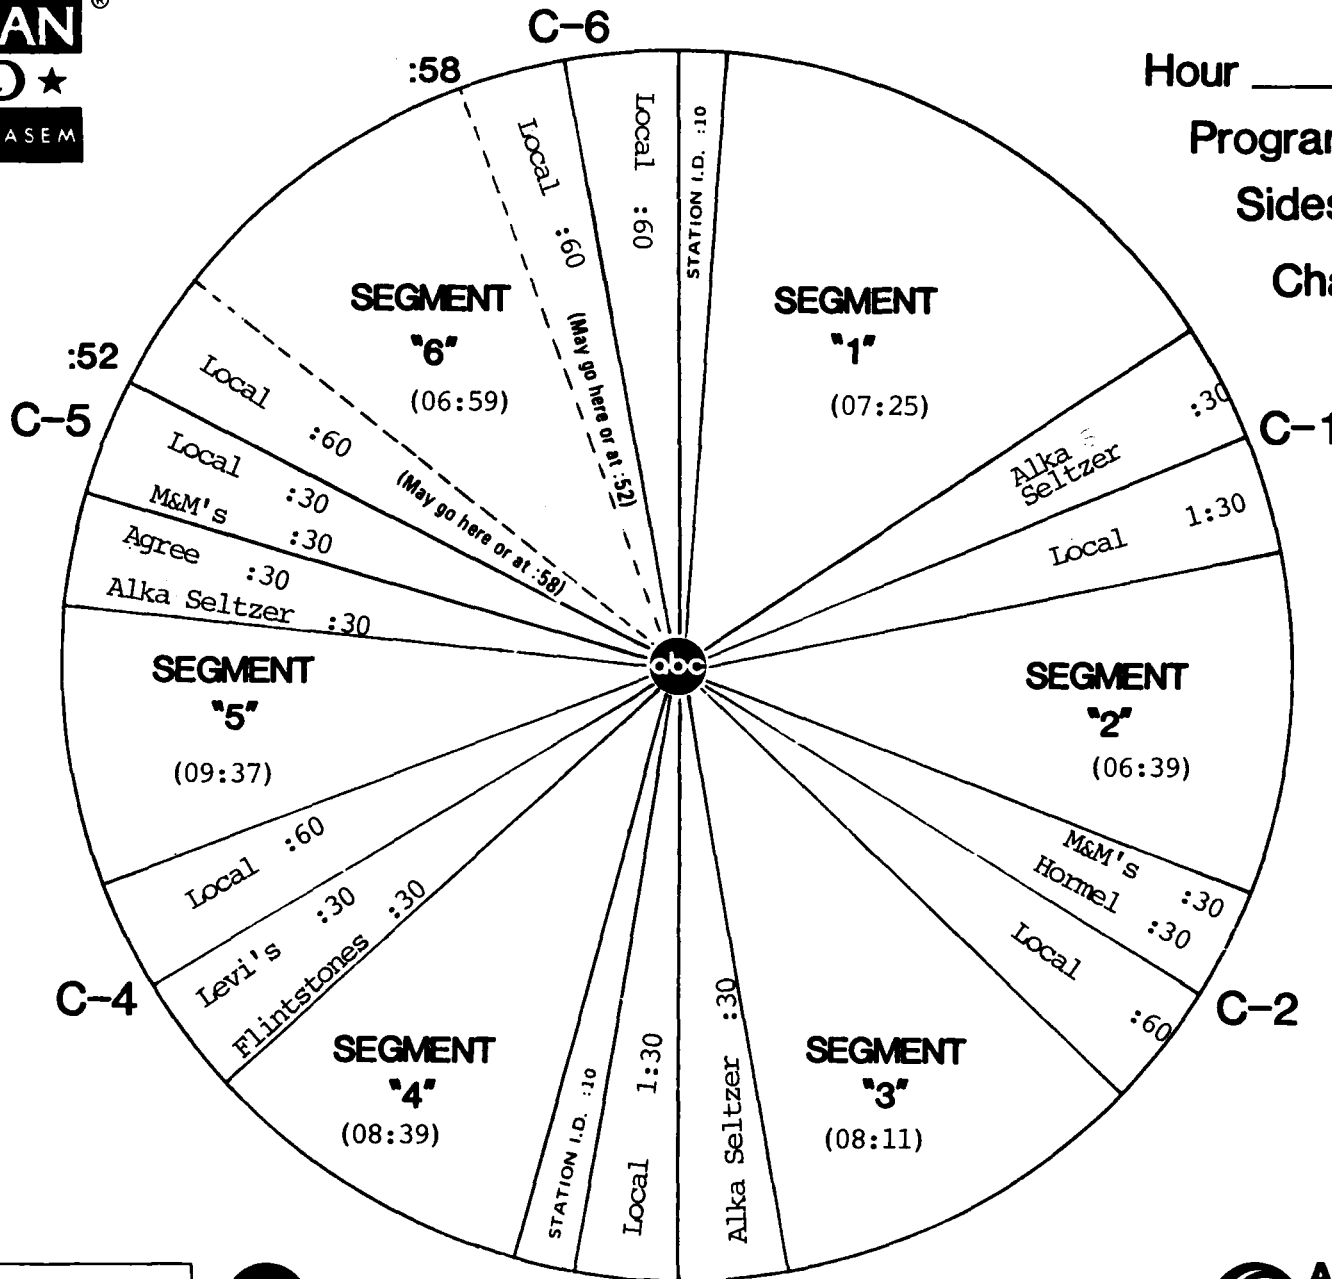 AN ®
ASEM
Hour
C-6
:58
Local :60
STATION I.D. :10
SEGMENT
"1"
(07:25)
Alka
Seltzer :30
C-1
Local 1:30
SEGMENT
"2"
(06:39)
M&M's :30
Hormel :30
C-2
Local :60
SEGMENT
"3"
(08:11)
Alka Seltzer :30
Local 1:30
STATION I.D. :10
SEGMENT
"4"
(08:39)
Flintstones :30
Levi's :30
C-4
Local :60
SEGMENT
"5"
(09:37)
Alka Seltzer :30
Agree :30
M&M's :30
Local :30
C-5
:52
Local :60
(May go here or at :58)
SEGMENT
"6"
(06:59)
Local :60
(May go here or at :52)
abc